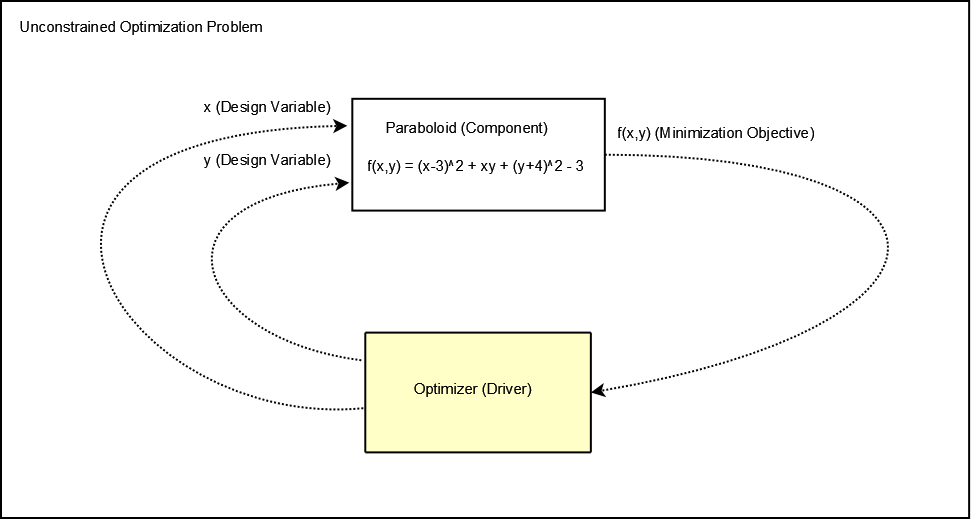 Unconstrained Optimization Problem
x (Design Variable)
Paraboloid (Component)
f(x,y) (Minimization Objective)
y (Design Variable)
f(x,y) = (x-3)^2 + xy + (y+4)^2 - 3
Optimizer (Driver)